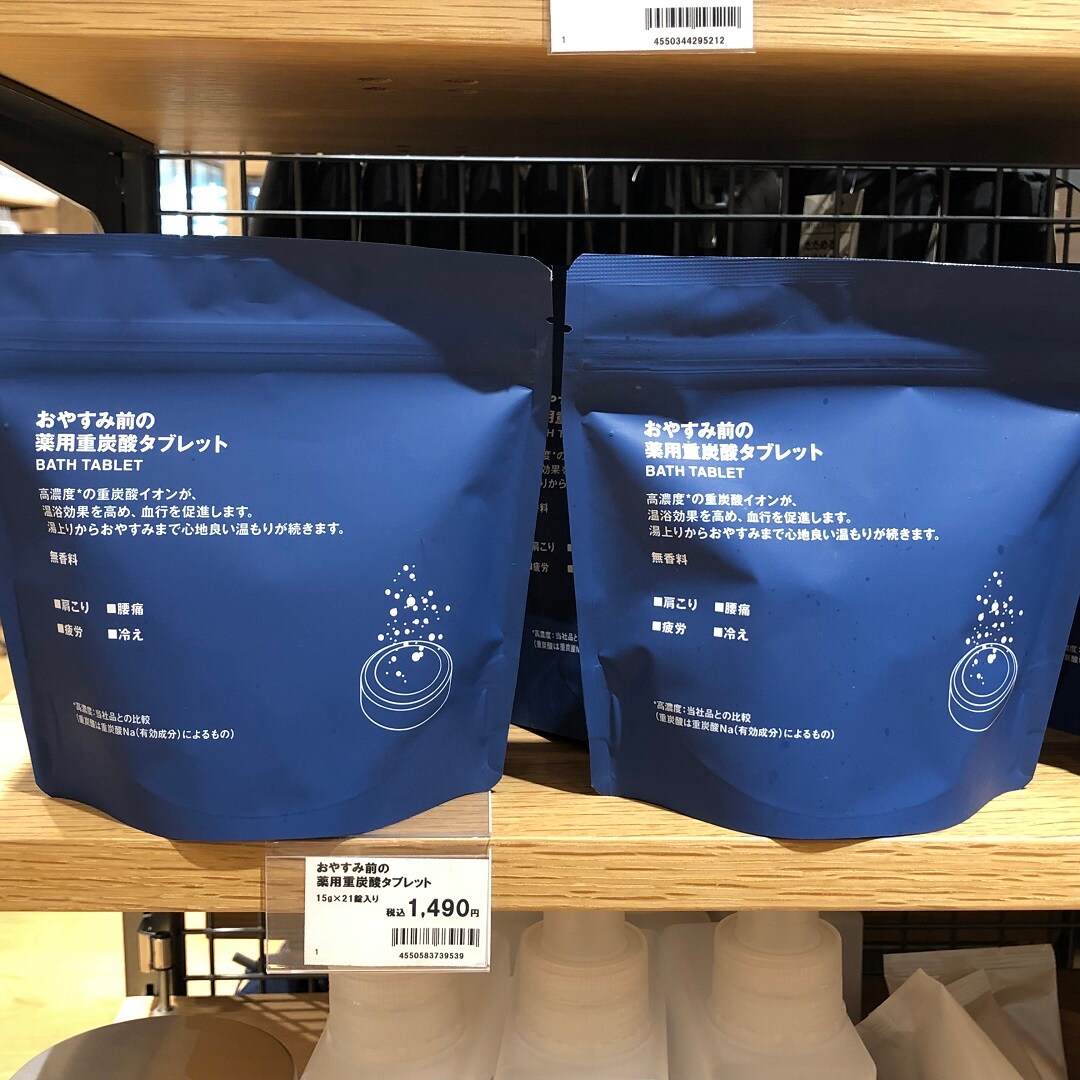 1
4550344295212
おやすみ前の
薬用重炭酸タブレット
BATH TABLET
高濃度*の重炭酸イオンが、
温浴効果を高め、血行を促進します。
湯上りからおやすみまで心地良い温もりが続きます。
無香料
■肩こり ■腰痛
■疲労 ■冷え
*高濃度：当社品との比較
（重炭酸は重炭酸Na（有効成分）によるもの）
おやすみ前の
薬用重炭酸タブレット
BATH TABLET
高濃度*の重炭酸イオンが、
温浴効果を高め、血行を促進します。
湯上りからおやすみまで心地良い温もりが続きます。
無香料
■肩こり ■腰痛
■疲労 ■冷え
*高濃度：当社品との比較
（重炭酸は重炭酸Na（有効成分）によるもの）
おやすみ前の
薬用重炭酸タブレット
15g×21錠入り
税込1,490円
1
4550583739539